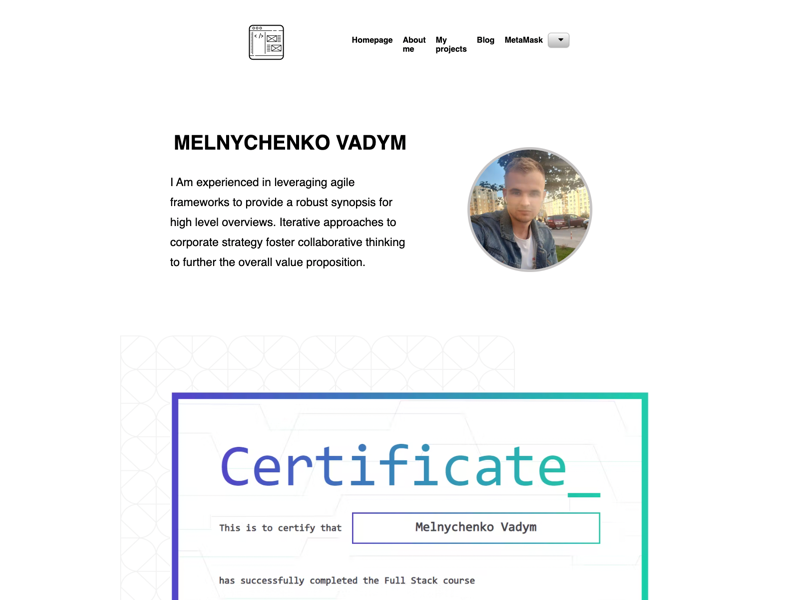 Homepage
About
me
My
projects
Blog
MetaMask
MELNYCHENKO VADYM
I Am experienced in leveraging agile
frameworks to provide a robust synopsis for
high level overviews. Iterative approaches to
corporate strategy foster collaborative thinking
to further the overall value proposition.
Certificate_
This is to certify that Melnychenko Vadym
has successfully completed the Full Stack course